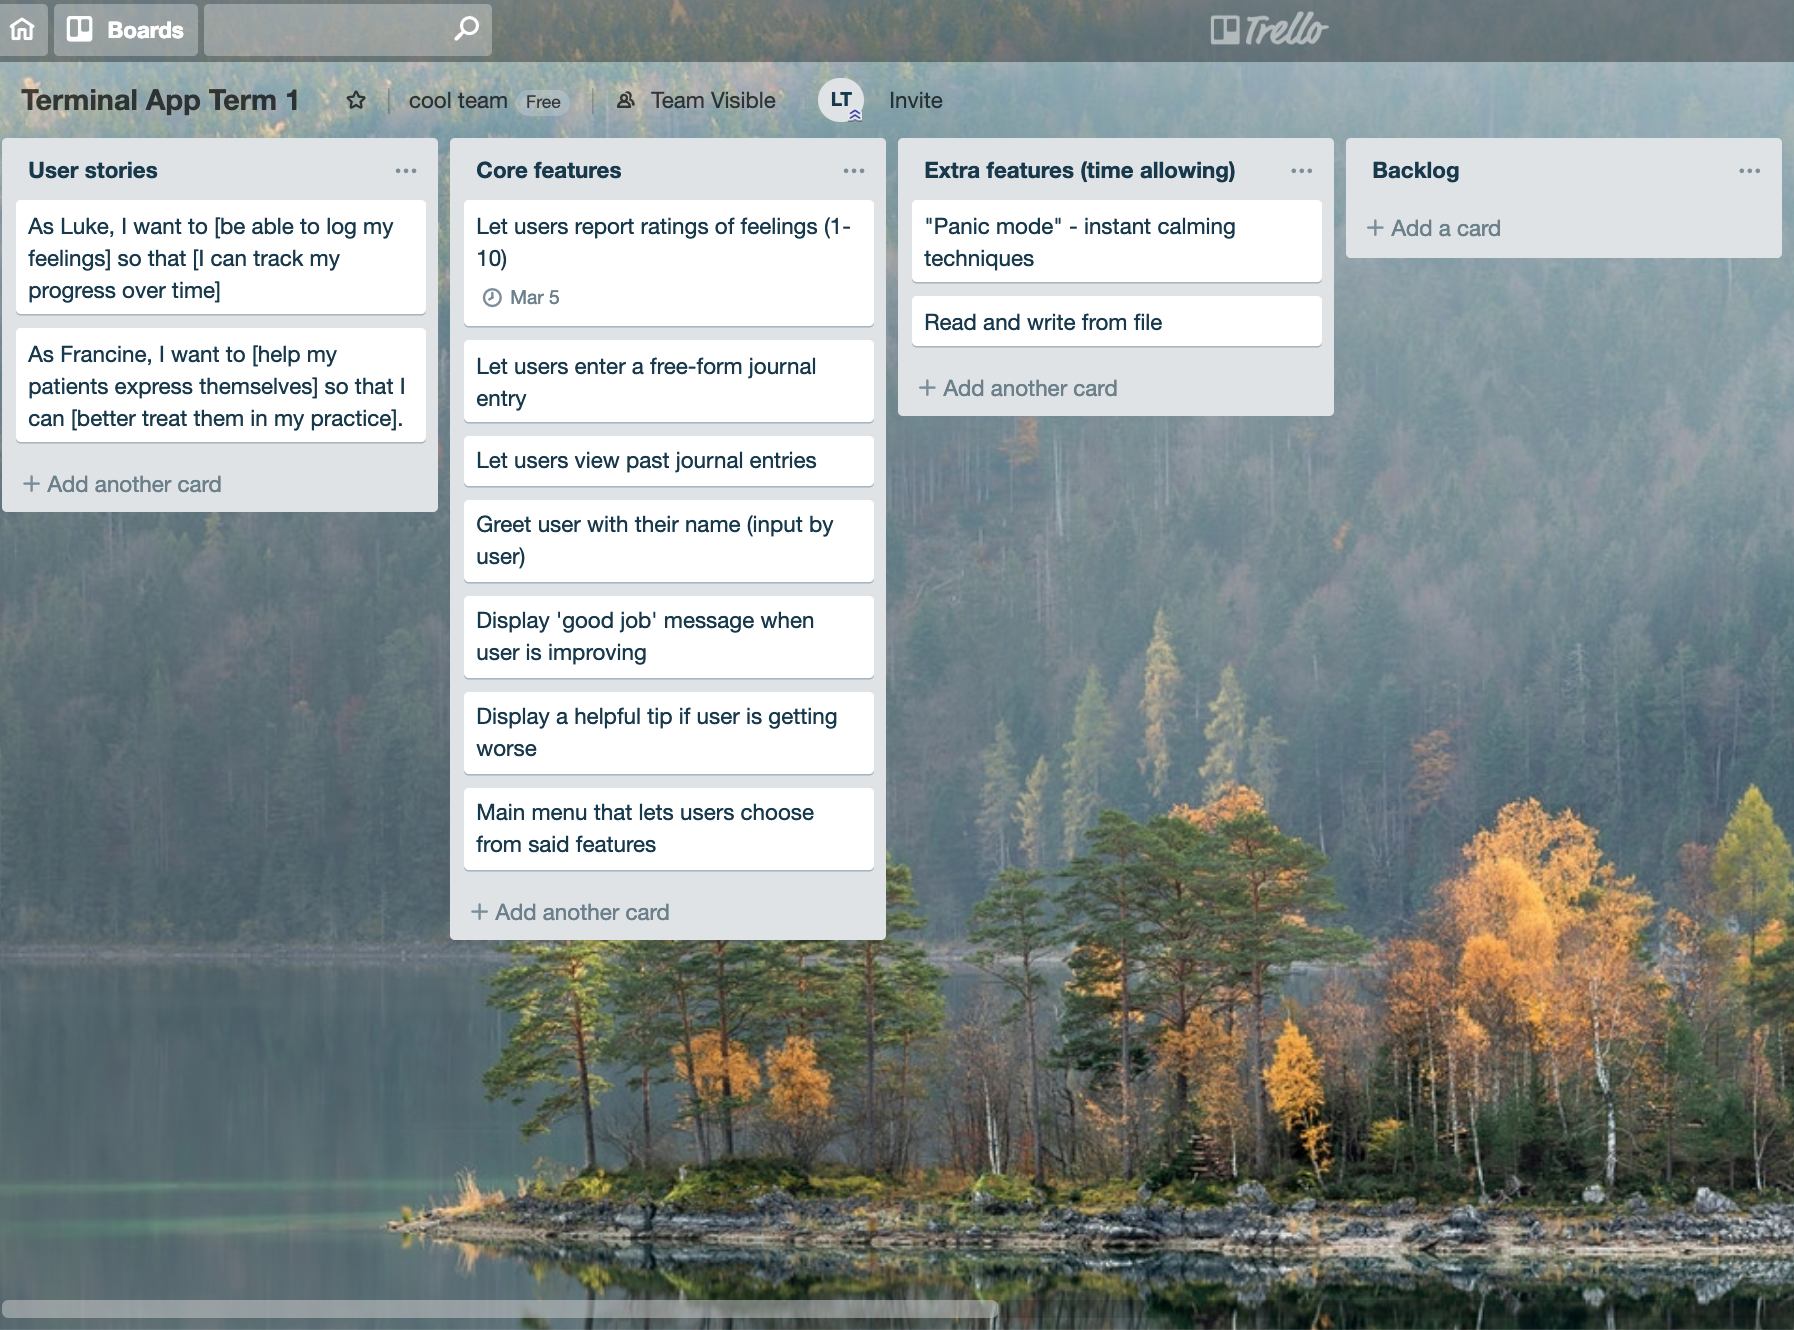 Boards
Trello
Terminal App Term 1
cool team
Free
Team Visible
LT
Invite
User stories
As Luke, I want to [be able to log my
feelings] so that [I can track my
progress over time]
As Francine, I want to [help my
patients express themselves] so that I
can [better treat them in my practice].
+ Add another card
Core features
Let users report ratings of feelings (1-
10)
Mar 5
Let users enter a free-form journal
entry
Let users view past journal entries
Greet user with their name (input by
user)
Display 'good job' message when
user is improving
Display a helpful tip if user is getting
worse
Main menu that lets users choose
from said features
+ Add another card
Extra features (time allowing)
"Panic mode" - instant calming
techniques
Read and write from file
+ Add another card
Backlog
+ Add a card